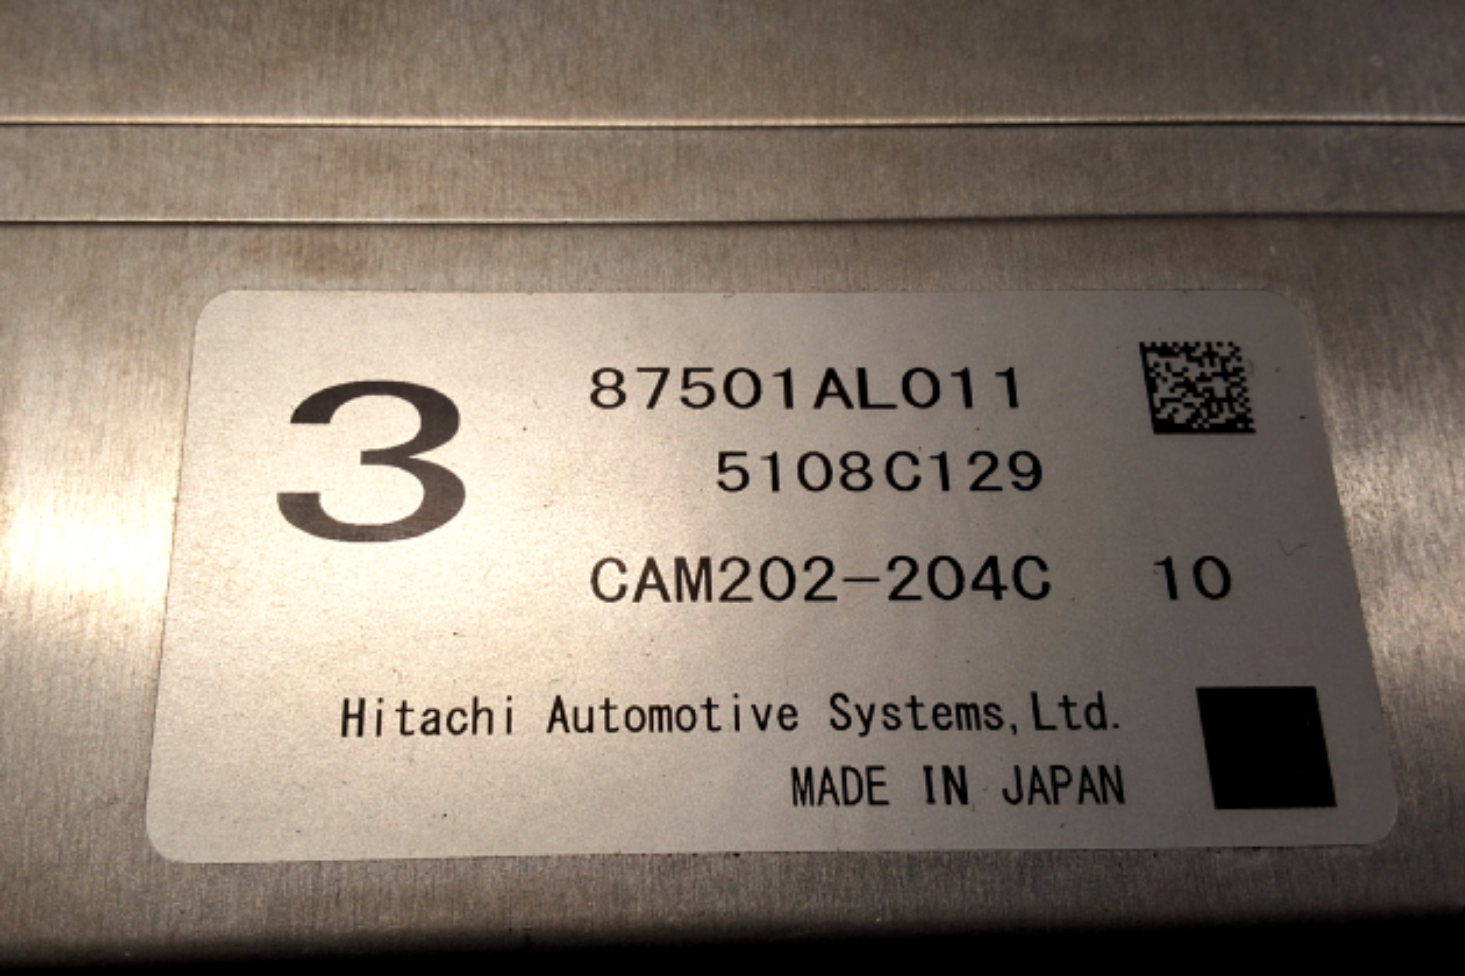 3
87501AL011
5108C129
CAM202-204C 10
Hitachi Automotive Systems,Ltd.
MADE IN JAPAN